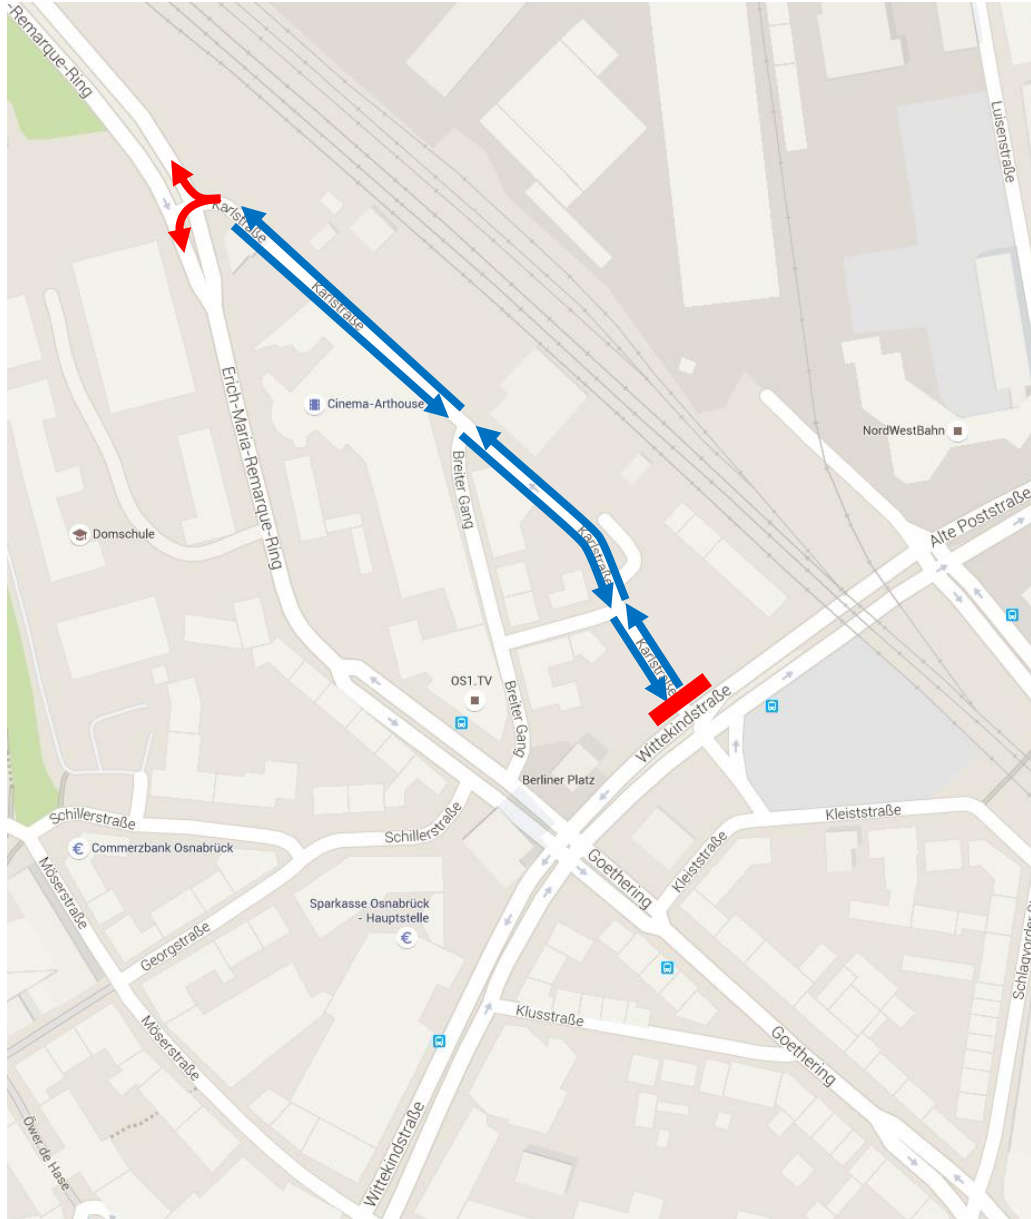 -Remarque-Ring
Luisenstraße
Karlstraße
Karlstraße
Erich-Maria-Remarque-Ring
Cinema-Arthouse
NordWestBahn
Breiter Gang
Alte Poststraße
Domschule
Karlstraße
Karlstraße
OS1.TV
Breiter Gang
Wittekindstraße
Berliner Platz
Schillerstraße
Schillerstraße
Kleiststraße
Commerzbank Osnabrück
Kleiststraße
Goethering
Möserstraße
Sparkasse Osnabrück
- Hauptstelle
Georgstraße
Klusstraße
Möserstraße
Goethering
Wittekindstraße
Öwer de Hase